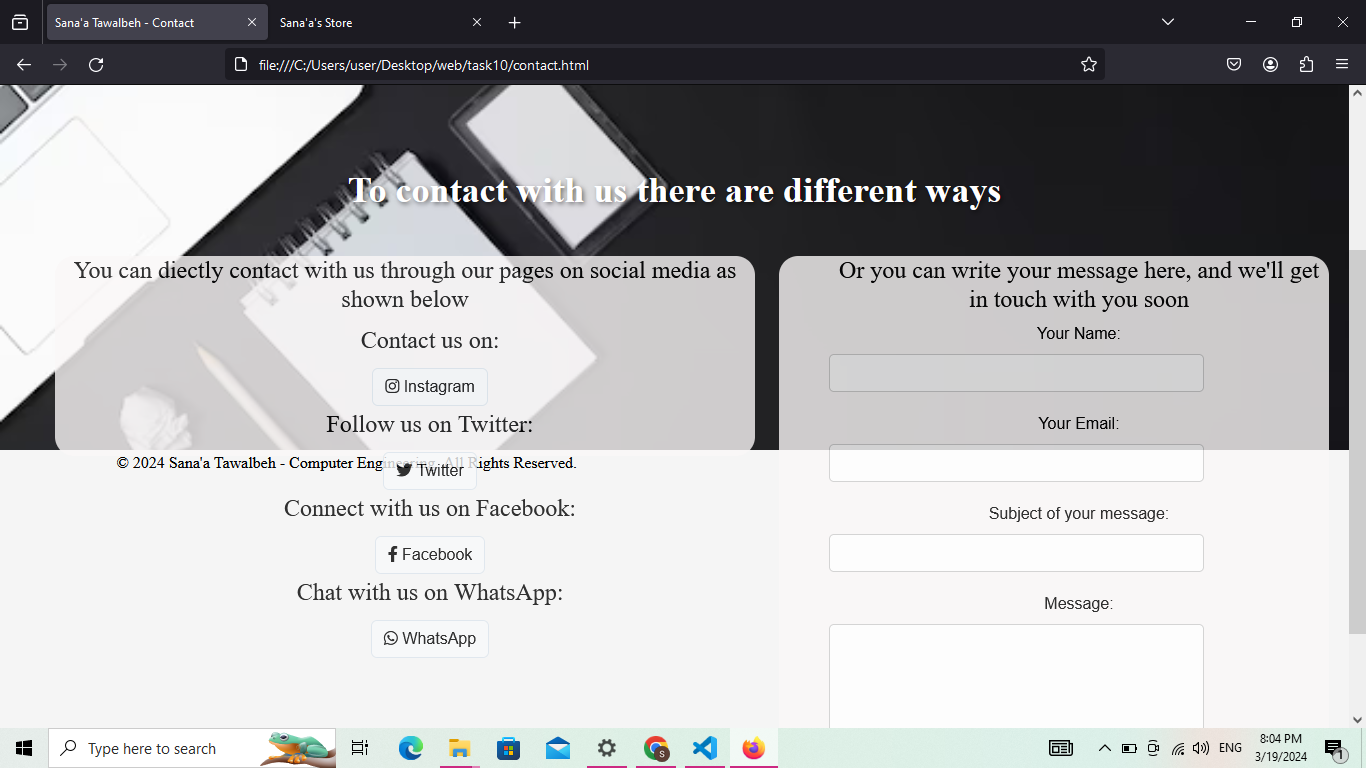 Sana'a Tawalbeh - Contact
Sana'a's Store
file:///C:/Users/user/Desktop/web/task10/contact.html
To contact with us there are different ways
You can diectly contact with us through our pages on social media as
shown below
Contact us on:
Instagram
Follow us on Twitter:
© 2024 Sana'a Tawalbeh - Computer Engineering. All Rights Reserved.
Twitter
Connect with us on Facebook:
Facebook
Chat with us on WhatsApp:
WhatsApp
Or you can write your message here, and we'll get
in touch with you soon
Your Name:
Your Email:
Subject of your message:
Message:
Type here to search
S
ENG
8:04 PM
3/19/2024
1